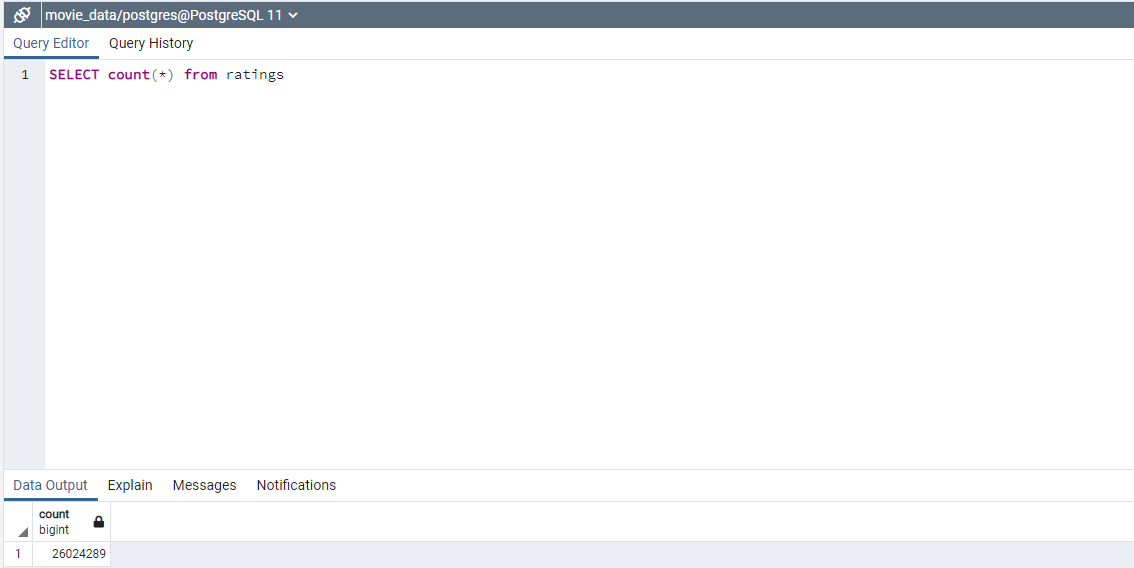 movie_data/postgres@PostgreSQL 11
Query Editor Query History
1 SELECT count(*) from ratings
Data Output Explain Messages Notifications
count
bigint
1 26024289